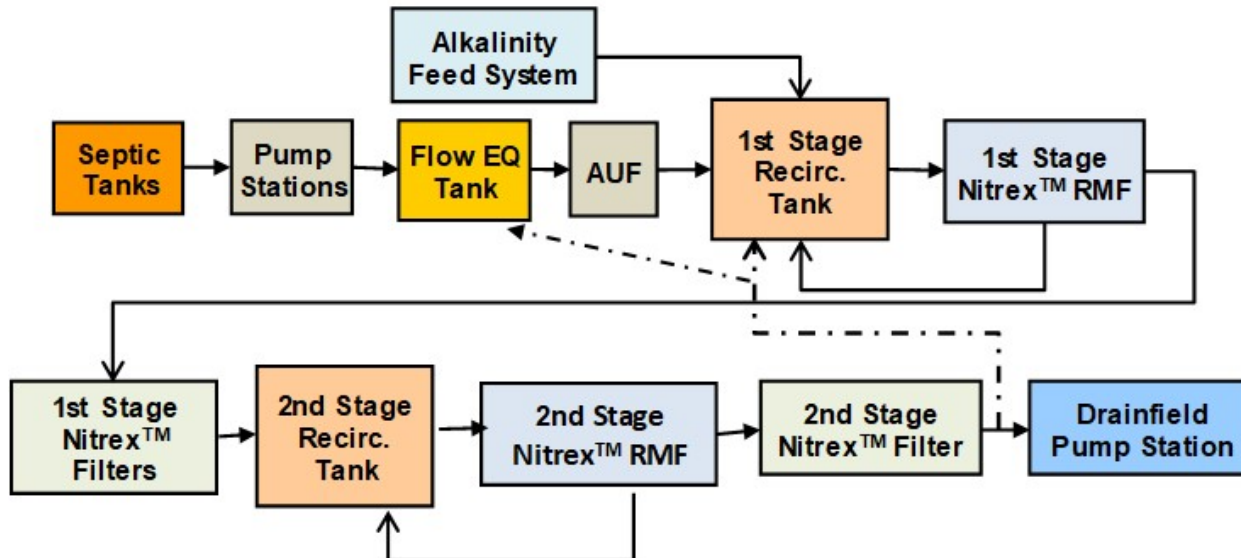 Alkalinity
Feed System
Septic
Tanks
Pump
Stations
Flow EQ
Tank
AUF
1st Stage
Recirc.
Tank
1st Stage
Nitrex™ RMF
1st Stage
Nitrex™
Filters
2nd Stage
Recirc.
Tank
2nd Stage
Nitrex™ RMF
2nd Stage
Nitrex™ Filter
Drainfield
Pump Station